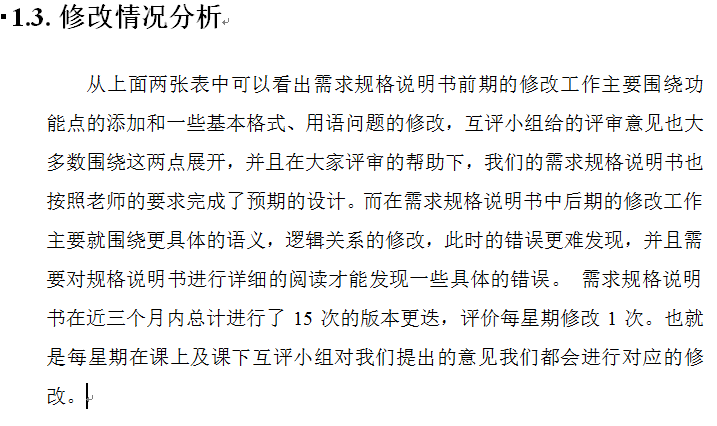 1.3. 修改情况分析
从上面两张表中可以看出需求规格说明书前期的修改工作主要围绕功
能点的添加和一些基本格式、用语问题的修改，互评小组给的评审意见也大
多数围绕这两点展开，并且在大家评审的帮助下，我们的需求规格说明书也
按照老师的要求完成了预期的设计。而在需求规格说明书中后期的修改工作
主要就围绕更具体的语义，逻辑关系的修改，此时的错误更难发现，并且需
要对规格说明书进行详细的阅读才能发现一些具体的错误。 需求规格说明
书在近三个月内总计进行了 15 次的版本更迭，评价每星期修改 1 次。也就
是每星期在课上及课下互评小组对我们提出的意见我们都会进行对应的修
改。